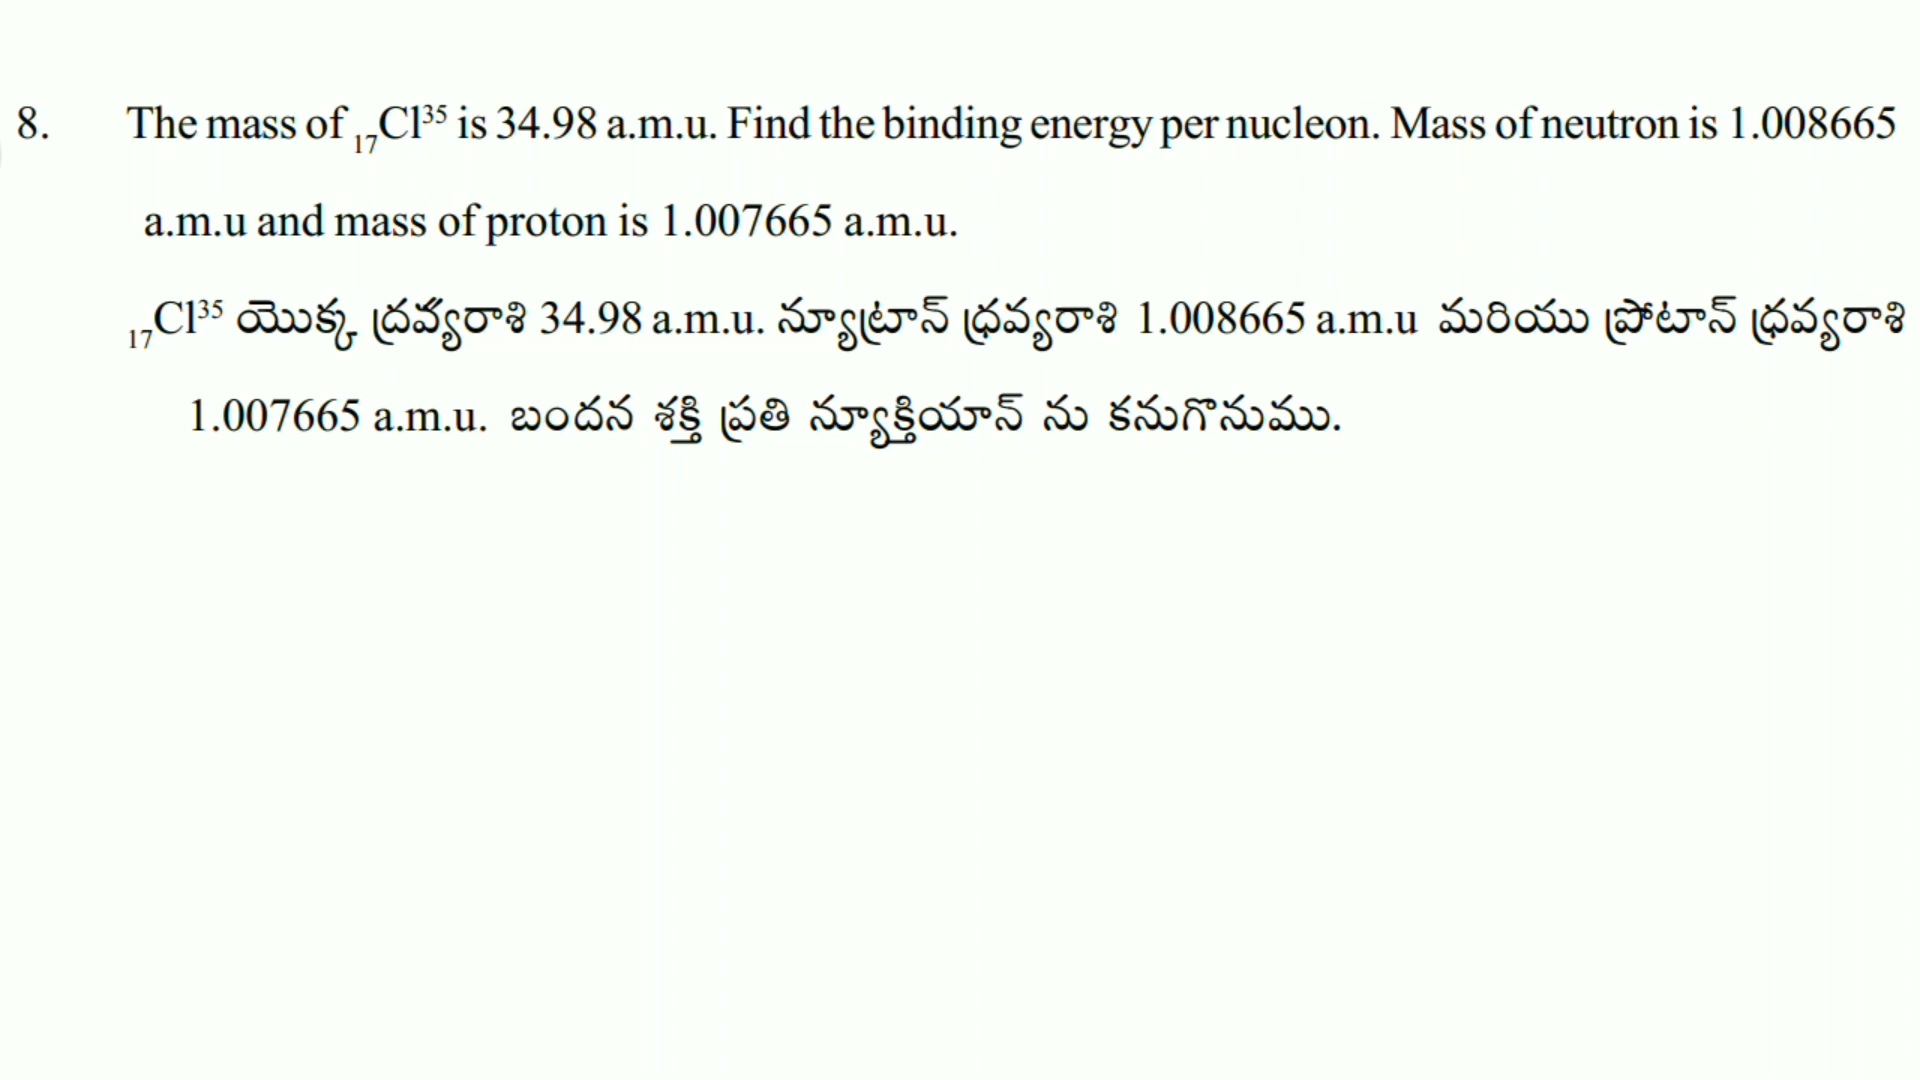 8. The mass of ₁₇Cl³⁵ is 34.98 a.m.u. Find the binding energy per nucleon. Mass of neutron is 1.008665
a.m.u and mass of proton is 1.007665 a.m.u.
₁₇Cl³⁵ యొక్క ద్రవ్యరాశి 34.98 a.m.u. న్యూట్రాన్ ధ్రవ్యరాశి 1.008665 a.m.u మరియు ప్రోటాన్ ధ్రవ్యరాశి
1.007665 a.m.u. బందన శక్తి ప్రతి న్యూక్తియాన్ ను కనుగొనుము.